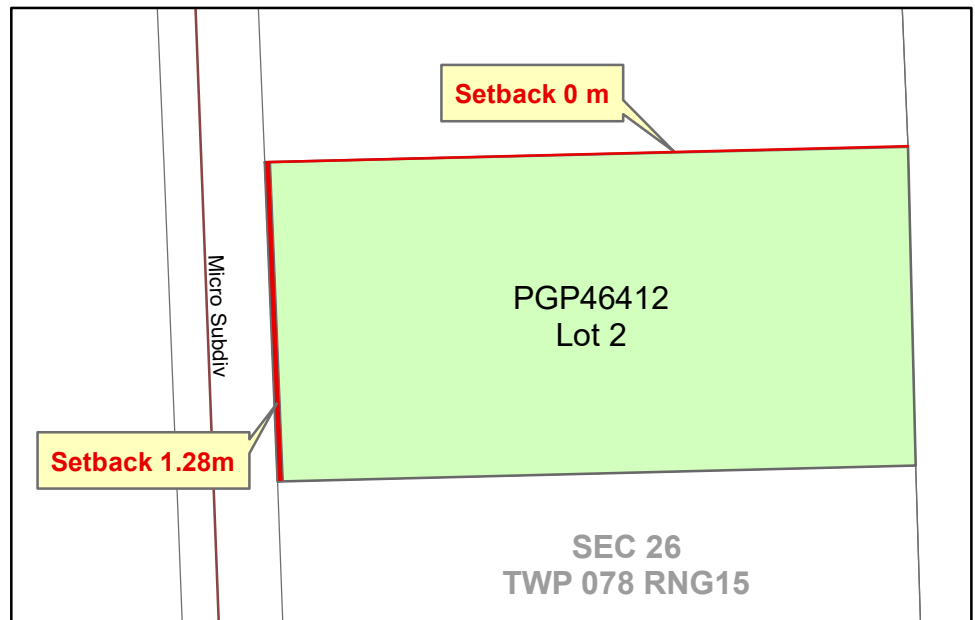 Setback 0 m
Micro Subdiv
PGP46412
Lot 2
Setback 1.28m
SEC 26
TWP 078 RNG15